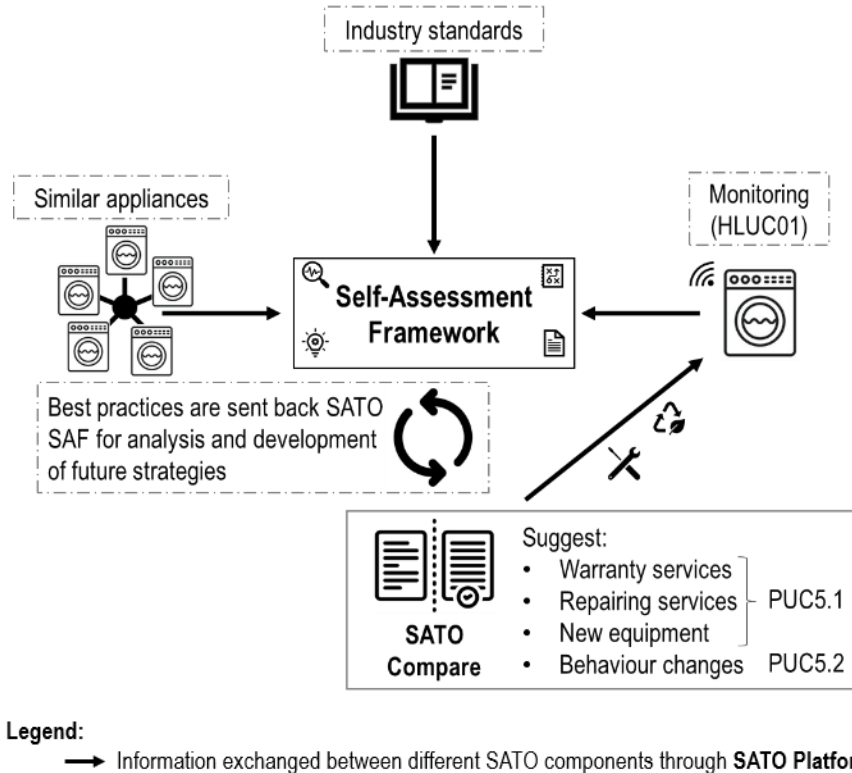 Industry standards
Similar appliances
Monitoring
(HLUC01)
Self-Assessment
Framework
Best practices are sent back SATO
SAF for analysis and development
of future strategies
SATO
Compare
Suggest:
• Warranty services
• Repairing services
• New equipment
PUC5.1
• Behaviour changes PUC5.2
Legend:
Information exchanged between different SATO components through SATO Platfor